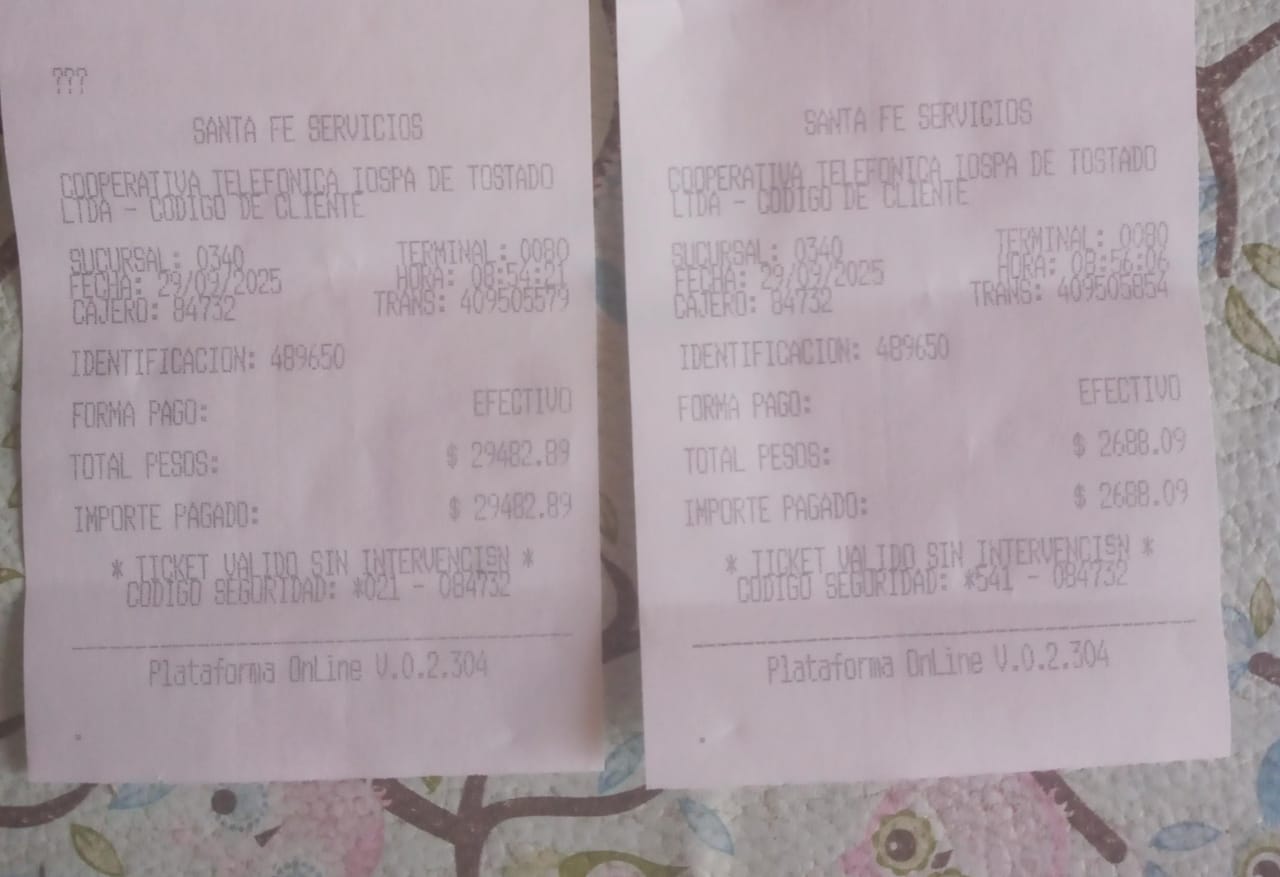 ???
SANTA FE SERVICIOS
COOPERATIVA TELEFONICA IOSPA DE TOSTADO
LTDA - CODIGO DE CLIENTE
SUCURSAL: 0340 TERMINAL: 0080
FECHA: 29/09/2025 HORA: 08:54:21
CAJERO: 84732 TRANS: 409505579
IDENTIFICACION: 489650
FORMA PAGO: EFECTIVO
TOTAL PESOS: $ 29482.89
IMPORTE PAGADO: $ 29482.89
* TICKET VALIDO SIN INTERVENCISN *
CODIGO SEGURIDAD: *021 - 084732
Plataforma OnLine V.0.2.304
SANTA FE SERVICIOS
COOPERATIVA TELEFONICA IOSPA DE TOSTADO
LTDA - CODIGO DE CLIENTE
SUCURSAL: 0340 TERMINAL: 0080
FECHA: 29/09/2025 HORA: 08:56:06
CAJERO: 84732 TRANS: 409505854
IDENTIFICACION: 489650
FORMA PAGO: EFECTIVO
TOTAL PESOS: $ 2688.09
IMPORTE PAGADO: $ 2688.09
* TICKET VALIDO SIN INTERVENCISN *
CODIGO SEGURIDAD: *541 - 084732
Plataforma OnLine V.0.2.304